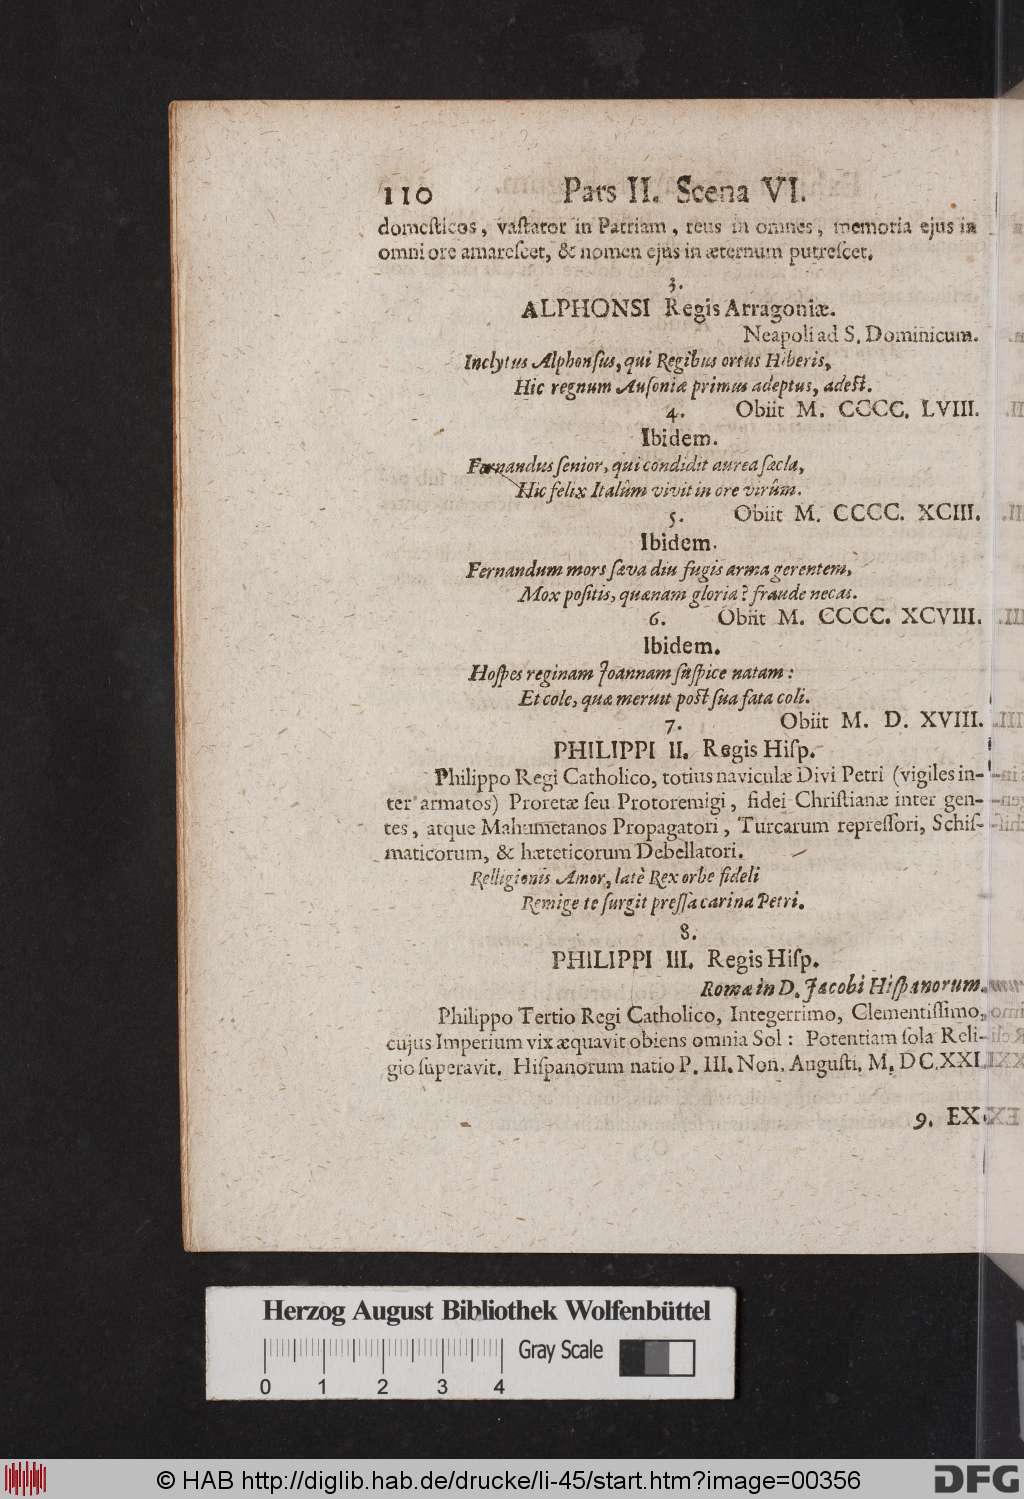 110 Pars II. Scena VI.
domesticos, vastator in Patriam, reus in omnes, memoria ejus in
omni ore amarescet, & nomen ejus in æternum putrescet.
3.
ALPHONSI Regis Arragoniæ.
Neapoli ad S. Dominicum.
Inclytus Alphonsus, qui Regibus ortus Hiberis,
Hic regnum Ausoniæ primus adeptus, adest.
4. Obiit M. CCCC. LVIII.
Ibidem.
Fernandus senior, qui condidit aurea sæcla,
Hic felix Italûm vivit in ore virûm.
5. Obiit M. CCCC. XCIII.
Ibidem.
Fernandum mors sæva diu fugis arma gerentem,
Mox positis, quænam gloria? fraude necas.
6. Obiit M. CCCC. XCVIII.
Ibidem.
Hospes reginam Joannam suspice natam:
Et cole, quæ meruit post sua fata coli.
7. Obiit M. D. XVIII.
PHILIPPI II. Regis Hisp.
Philippo Regi Catholico, totius naviculæ Divi Petri (vigiles in-
ter armatos) Proretæ seu Protoremigi, fidei Christianæ inter gen-
tes, atque Mahumetanos Propagatori, Turcarum repressori, Schis-
maticorum, & hæreticorum Debellatori.
Relligionis Amor, latè Rex orbe fideli
Remige te surgit pressa carina Petri.
8.
PHILIPPI III. Regis Hisp.
Romæ in D. Jacobi Hispanorum.
Philippo Tertio Regi Catholico, Integerrimo, Clementissimo,
cujus Imperium vix æquavit obiens omnia Sol: Potentiam sola Reli-
gio superavit. Hispanorum natio P. III. Non. Augusti, M. DC. XXI.
9. EX
Herzog August Bibliothek Wolfenbüttel
0 1 2 3 4 Gray Scale
© HAB http://diglib.hab.de/drucke/li-45/start.htm?image=00356 DFG